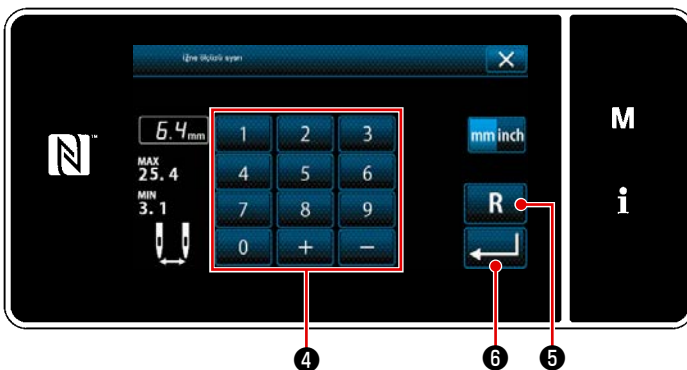 iğne ölçüsü ayarı
6.4mm
1 2 3
mm inch
M
MAX
25.4
4 5 6
MIN
3.1
7 8 9
R
i
0 + −
4 6 5